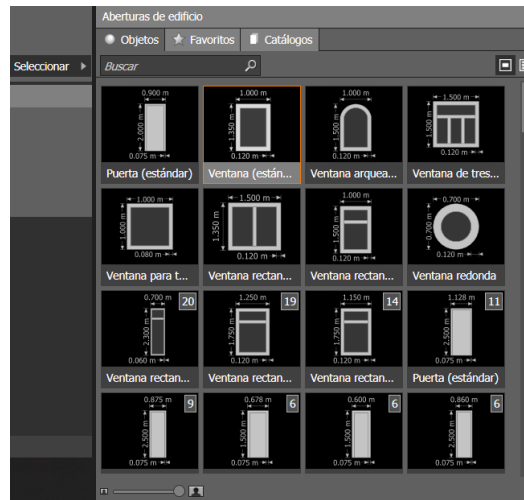 Aberturas de edificio
Objetos Favoritos Catálogos
Seleccionar
Buscar
0.900 m
2.000 m
0.075 m
Puerta (estándar)
1.000 m
1.350 m
0.120 m
Ventana (están...
1.000 m
1.500 m
0.120 m
Ventana arquea...
1.500 m
1.500 m
0.120 m
Ventana de tres...
1.000 m
1.000 m
0.080 m
Ventana para t...
1.500 m
1.350 m
0.120 m
Ventana rectan...
1.000 m
1.500 m
0.120 m
Ventana rectan...
0.700 m
0.700 m
0.120 m
Ventana redonda
0.700 m
20
2.300 m
0.060 m
Ventana rectan...
1.250 m
19
1.750 m
0.120 m
Ventana rectan...
1.150 m
14
1.750 m
0.120 m
Ventana rectan...
1.128 m
11
2.500 m
0.075 m
Puerta (estándar)
0.875 m
9
2.500 m
0.075 m
0.678 m
6
1.500 m
0.075 m
0.600 m
6
1.500 m
0.075 m
0.860 m
6
2.500 m
0.075 m